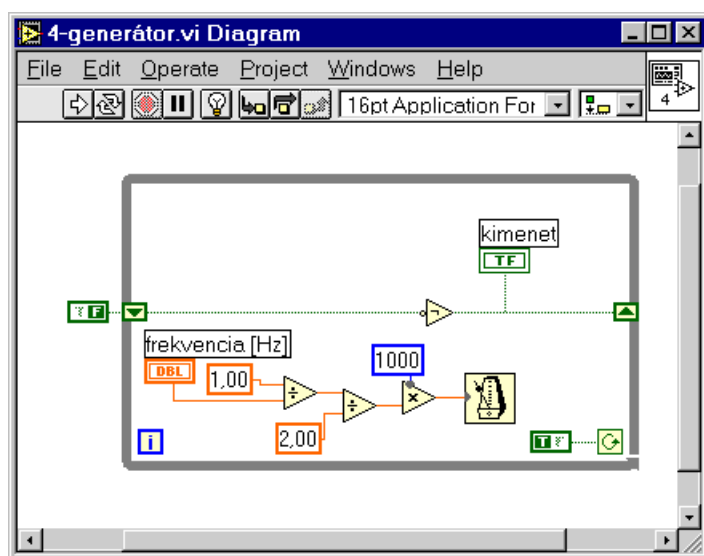 4-generátor.vi Diagram
File Edit Operate Project Windows Help
16pt Application For
4
kimenet
TF
F
frekvencia [Hz]
DBL
1,00
1000
2,00
i
T